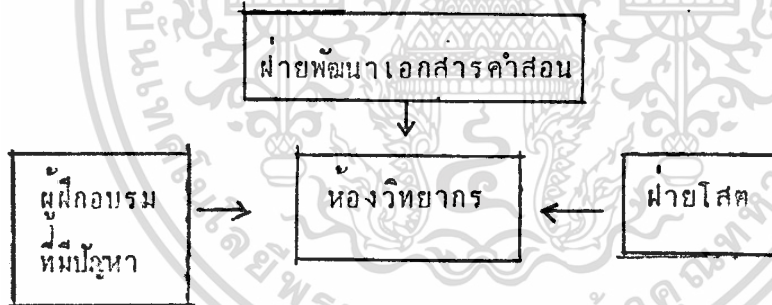 ฝ่ายพัฒนาเอกสารคำสอน
ผู้ฝึกอบรม
ที่มีปัญหา
ห้องวิทยากร
ฝ่ายโสต